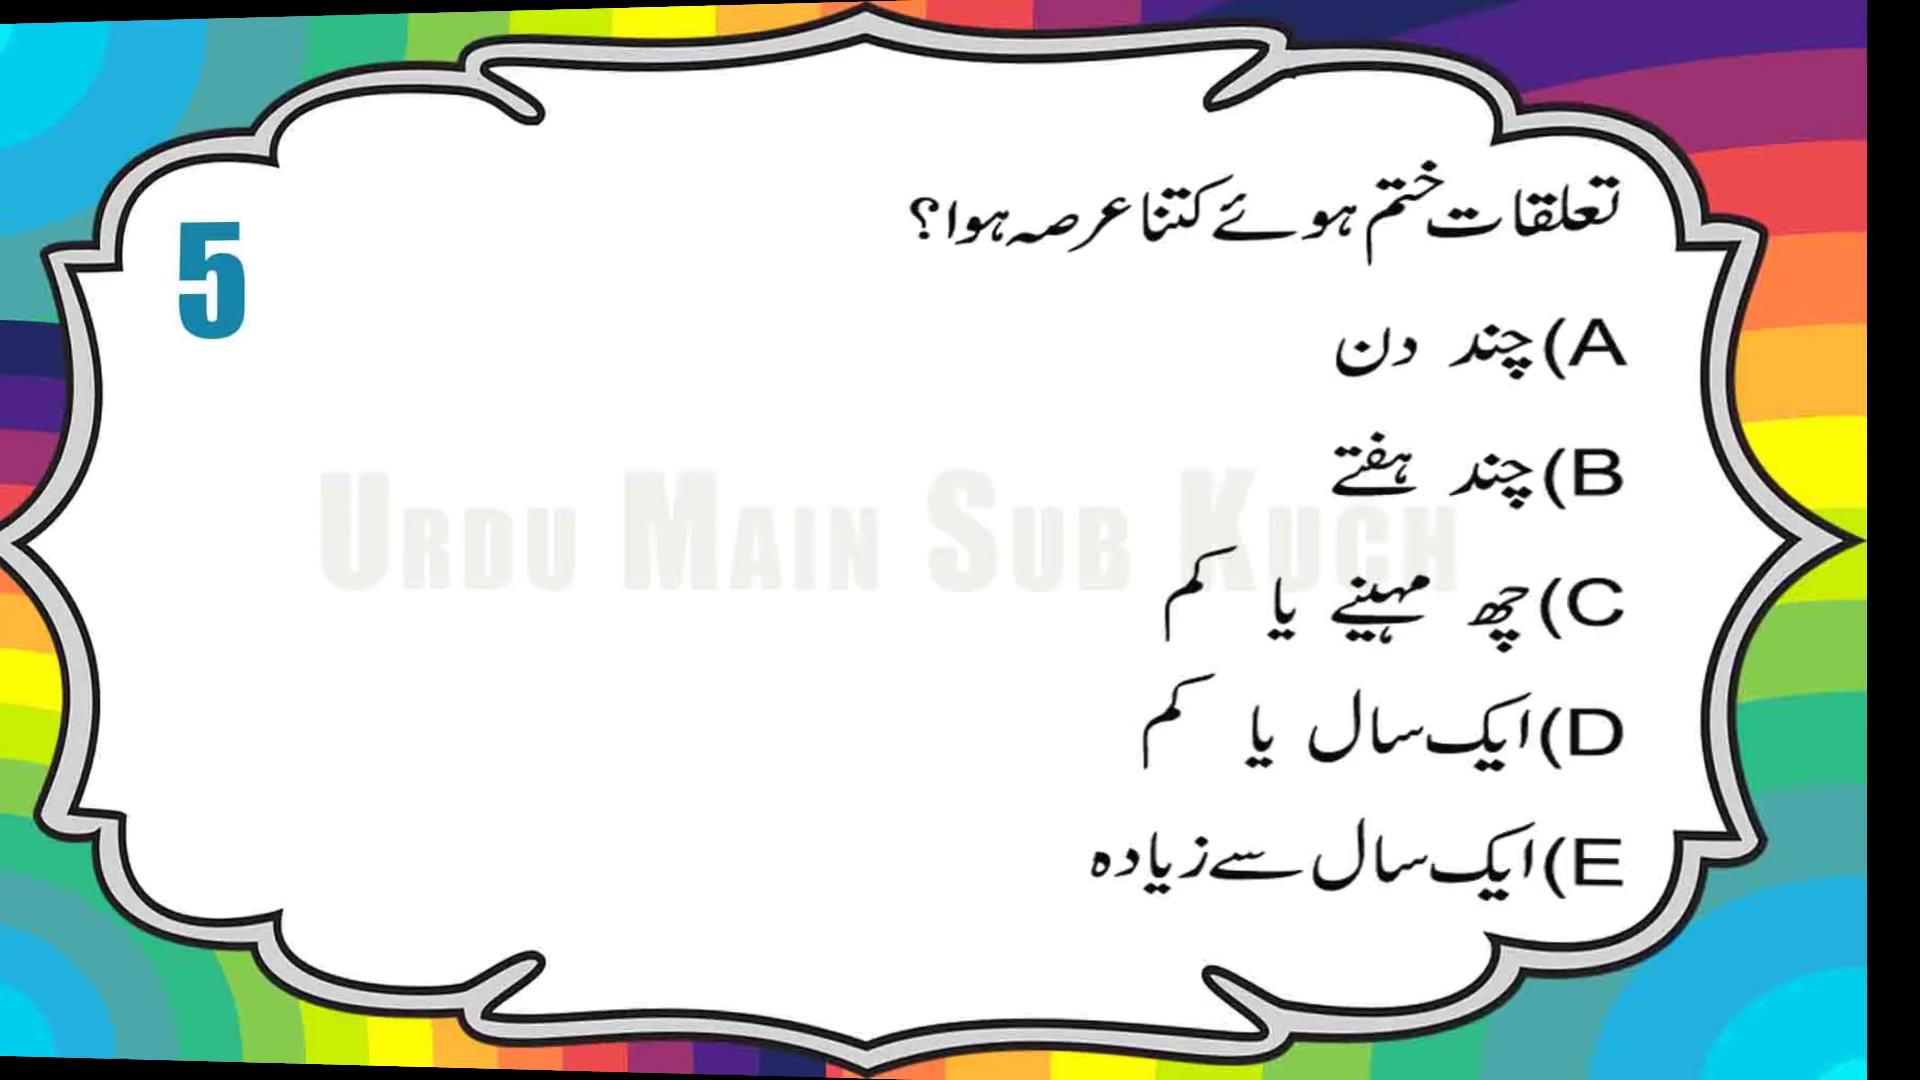 5
تعلقات ختم ہوئے کتنا عرصہ ہوا؟
A) چند دن
B) چند ہفتے
C) چھ مہینے یا کم
D) ایک سال یا کم
E) ایک سال سے زیادہ
URDU MAIN SUB KUCH